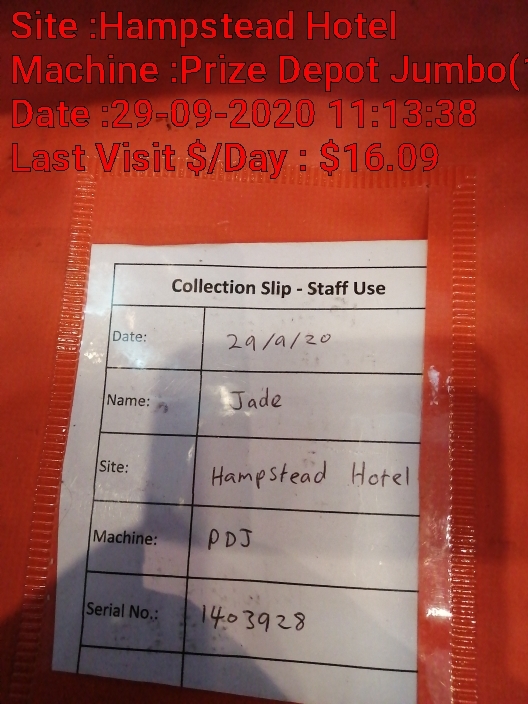 Site :Hampstead Hotel
Machine :Prize Depot Jumbo(
Date :29-09-2020 11:13:38
Last Visit $/Day : $16.09
Collection Slip - Staff Use
Date: 29/9/20
Name: Jade
Site: Hampstead Hotel
Machine: PDJ
Serial No.: 1403928